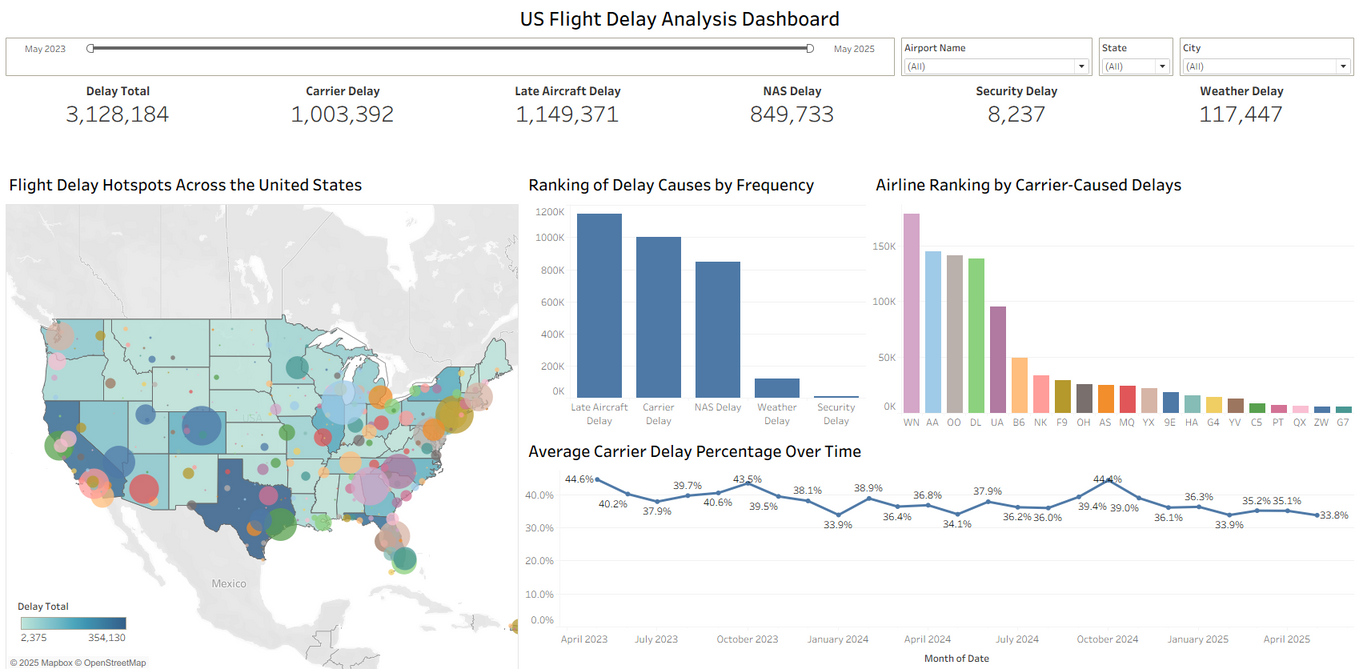 US Flight Delay Analysis Dashboard
May 2023 May 2025
Airport Name State City
(All) (All) (All)
Delay Total Carrier Delay Late Aircraft Delay NAS Delay Security Delay Weather Delay
3,128,184 1,003,392 1,149,371 849,733 8,237 117,447
Flight Delay Hotspots Across the United States
Mexico
Delay Total
2,375 354,130
© 2025 Mapbox © OpenStreetMap
Ranking of Delay Causes by Frequency
1200K
1000K
800K
600K
400K
200K
0K
Late Aircraft Delay Carrier Delay NAS Delay Weather Delay Security Delay
Airline Ranking by Carrier-Caused Delays
150K
100K
50K
0K
WN AA OO DL UA B6 NK F9 OH AS MQ YX 9E HA G4 YV C5 PT QX ZW G7
Average Carrier Delay Percentage Over Time
40.0%
30.0%
20.0%
10.0%
0.0%
44.6% 40.2% 37.9% 39.7% 40.6% 43.5% 39.5% 38.1% 33.9% 38.9% 36.4% 36.8% 34.1% 37.9% 36.2% 36.0% 39.4% 44.4% 39.0% 36.1% 36.3% 33.9% 35.2% 35.1% 33.8%
April 2023 July 2023 October 2023 January 2024 April 2024 July 2024 October 2024 January 2025 April 2025
Month of Date